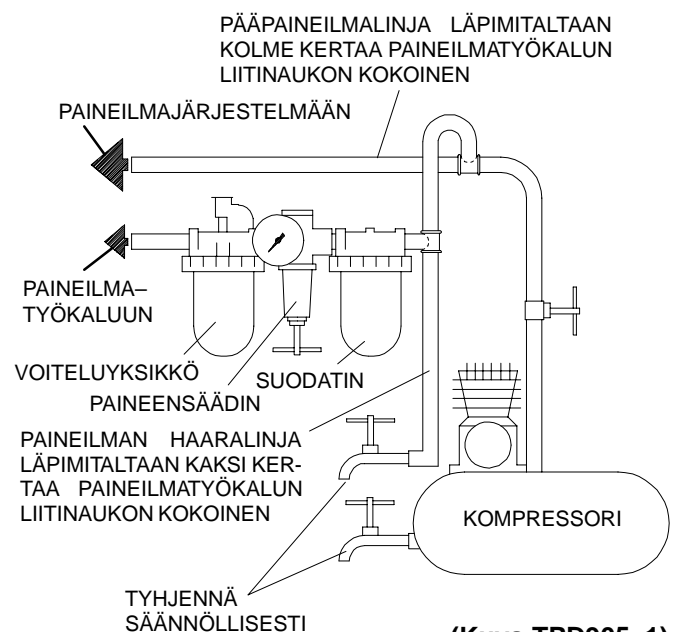 PÄÄPAINEILMALINJA LÄPIMITALTAAN
KOLME KERTAA PAINEILMATYÖKALUN
LIITINAUKON KOKOINEN
PAINEILMAJÄRJESTELMÄÄN
PAINEILMA–
TYÖKALUUN
VOITELUYKSIKKÖ
SUODATIN
PAINEENSÄÄDIN
PAINEILMAN HAARALINJA
LÄPIMITALTAAN KAKSI KER-
TAA PAINEILMATYÖKALUN
LIITINAUKON KOKOINEN
KOMPRESSORI
TYHJENNÄ
SÄÄNNÖLLISESTI